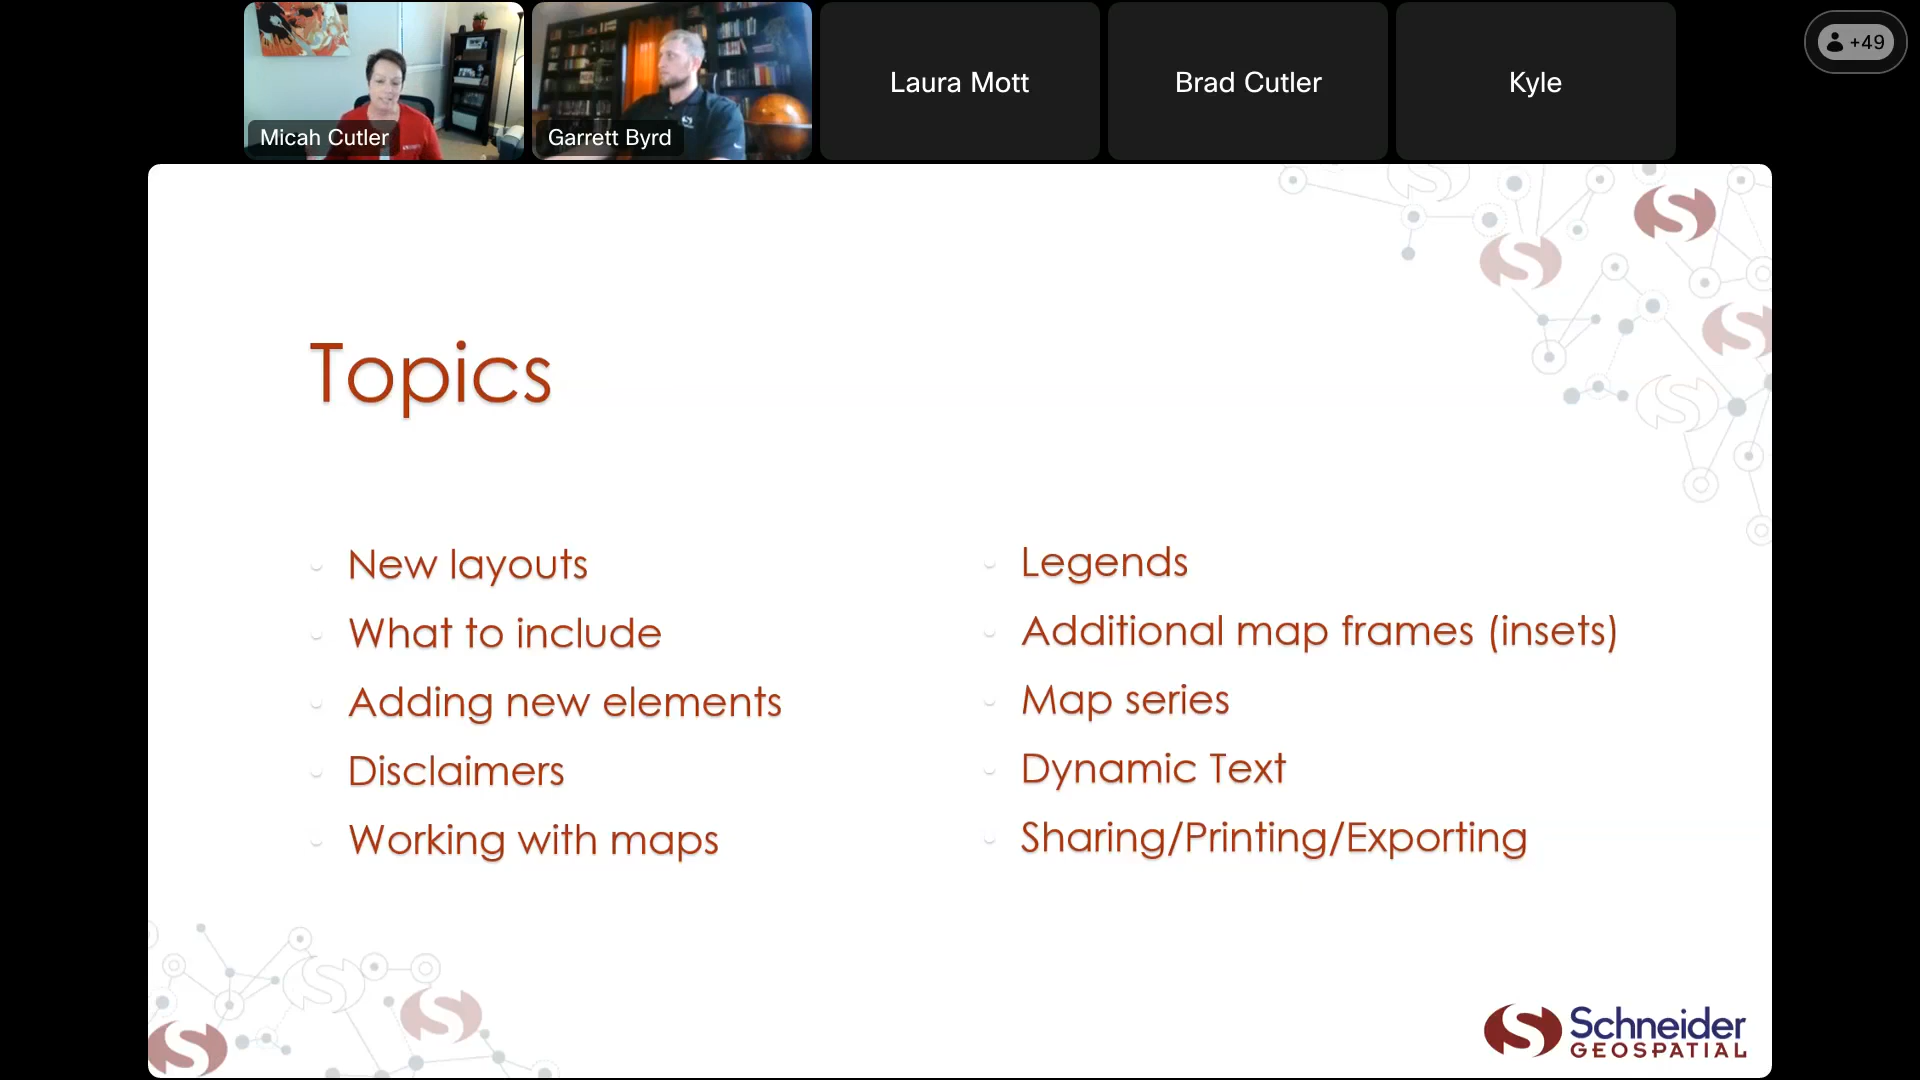 Micah Cutler
Garrett Byrd
Laura Mott
Brad Cutler
Kyle
+49
Topics
New layouts
What to include
Adding new elements
Disclaimers
Working with maps
Legends
Additional map frames (insets)
Map series
Dynamic Text
Sharing/Printing/Exporting
Schneider
GEOSPATIAL